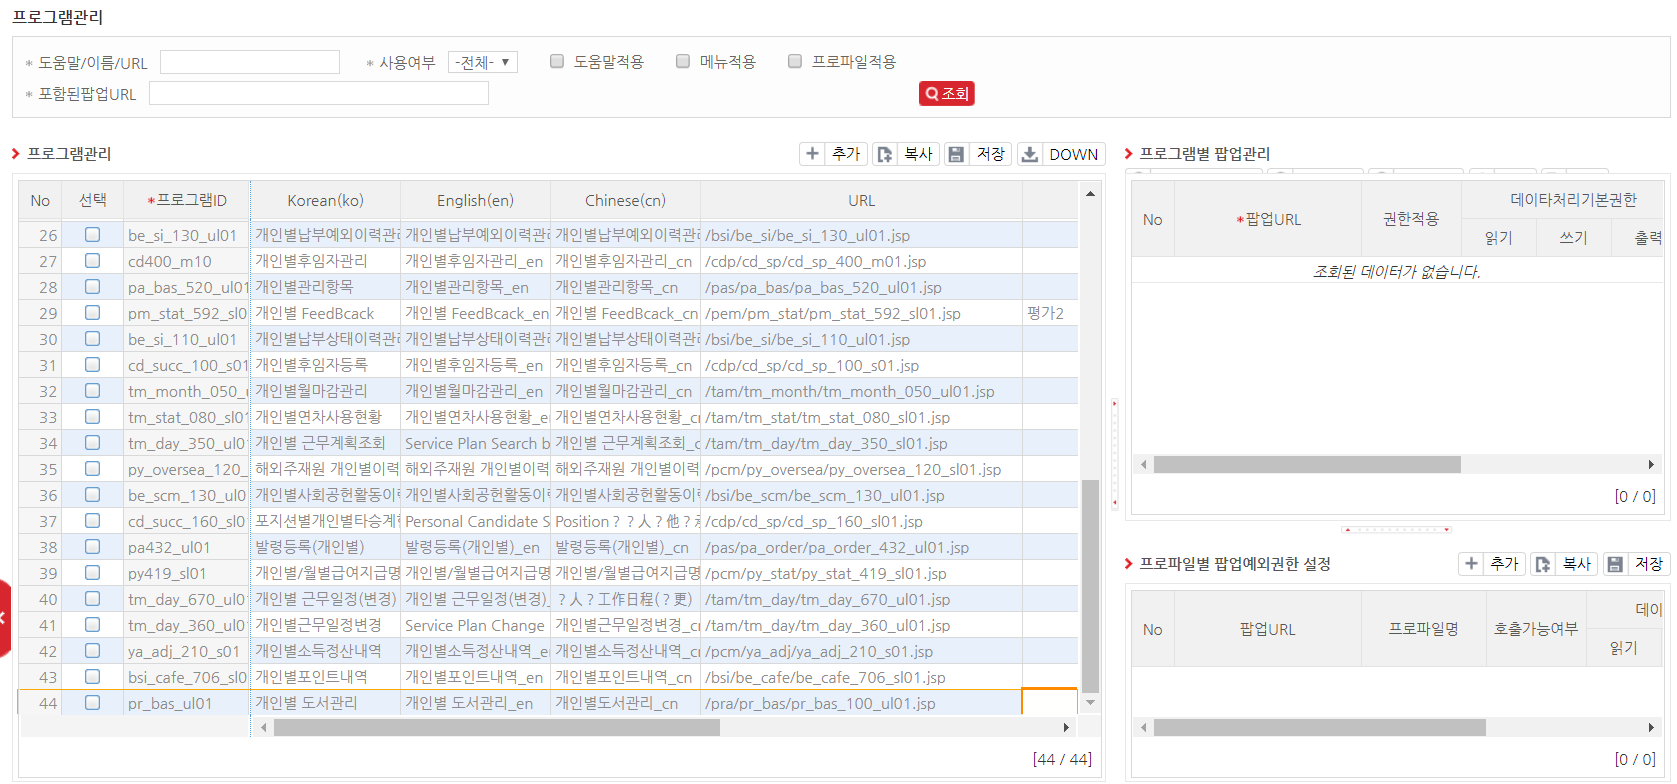 프로그램관리
* 도움말/이름/URL * 사용여부 -전체- ▼ 도움말적용 메뉴적용 프로파일적용
* 포함된팝업URL 조회
프로그램관리 추가 복사 저장 DOWN
No 선택 *프로그램ID Korean(ko) English(en) Chinese(cn) URL
26 be_si_130_ul01 개인별납부예외이력관리 개인별납부예외이력관리 개인별납부예외이력관리 /bsi/be_si/be_si_130_ul01.jsp
27 cd400_m10 개인별후임자관리 개인별후임자관리_en 개인별후임자관리_cn /cdp/cd_sp/cd_sp_400_m01.jsp
28 pa_bas_520_ul01 개인별관리항목 개인별관리항목_en 개인별관리항목_cn /pas/pa_bas/pa_bas_520_ul01.jsp
29 pm_stat_592_sl0 개인별 FeedBcack 개인별 FeedBcack_en 개인별 FeedBcack_cn /pem/pm_stat/pm_stat_592_sl01.jsp 평가2
30 be_si_110_ul01 개인별납부상태이력관리 개인별납부상태이력관리 개인별납부상태이력관리 /bsi/be_si/be_si_110_ul01.jsp
31 cd_succ_100_s01 개인별후임자등록 개인별후임자등록_en 개인별후임자등록_cn /cdp/cd_sp/cd_sp_100_s01.jsp
32 tm_month_050_u 개인별월마감관리 개인별월마감관리_en 개인별월마감관리_cn /tam/tm_month/tm_month_050_ul01.jsp
33 tm_stat_080_sl01 개인별연차사용현황 개인별연차사용현황_e 개인별연차사용현황_c /tam/tm_stat/tm_stat_080_sl01.jsp
34 tm_day_350_ul0 개인별 근무계획조회 Service Plan Search b 개인별 근무계획조회_c /tam/tm_day/tm_day_350_sl01.jsp
35 py_oversea_120_ 해외주재원 개인별이력 해외주재원 개인별이력 해외주재원 개인별이력 /pcm/py_oversea/py_oversea_120_sl01.jsp
36 be_scm_130_ul0 개인별사회공헌활동이력 개인별사회공헌활동이력 개인별사회공헌활동이력 /bsi/be_scm/be_scm_130_ul01.jsp
37 cd_succ_160_sl0 포지션별개인별타승계 Personal Candidate S Position ? ? 人 ? 他 ? /cdp/cd_sp/cd_sp_160_sl01.jsp
38 pa432_ul01 발령등록(개인별) 발령등록(개인별)_en 발령등록(개인별)_cn /pas/pa_order/pa_order_432_ul01.jsp
39 py419_sl01 개인별/월별급여지급명 개인별/월별급여지급명 개인별/월별급여지급명 /pcm/py_stat/py_stat_419_sl01.jsp
40 tm_day_670_ul0 개인별 근무일정(변경) 개인별 근무일정(변경)_ ? 人 ? 工作日程( ? 更) /tam/tm_day/tm_day_670_ul01.jsp
41 tm_day_360_ul0 개인별근무일정변경 Service Plan Change 개인별근무일정변경_c /tam/tm_day/tm_day_360_ul01.jsp
42 ya_adj_210_s01 개인별소득정산내역 개인별소득정산내역_e 개인별소득정산내역_c /pcm/ya_adj/ya_adj_210_s01.jsp
43 bsi_cafe_706_sl0 개인별포인트내역 개인별포인트내역_en 개인별포인트내역_cn /bsi/be_cafe/be_cafe_706_sl01.jsp
44 pr_bas_ul01 개인별 도서관리 개인별 도서관리_en 개인별도서관리_cn /pra/pr_bas/pr_bas_100_ul01.jsp
[44 / 44]
프로그램별 팝업관리
No *팝업URL 권한적용 데이타처리기본권한
읽기 쓰기 출력
조회된 데이터가 없습니다.
[0 / 0]
프로파일별 팝업예외권한 설정 추가 복사 저장
No 팝업URL 프로파일명 호출가능여부 데이
읽기
[0 / 0]